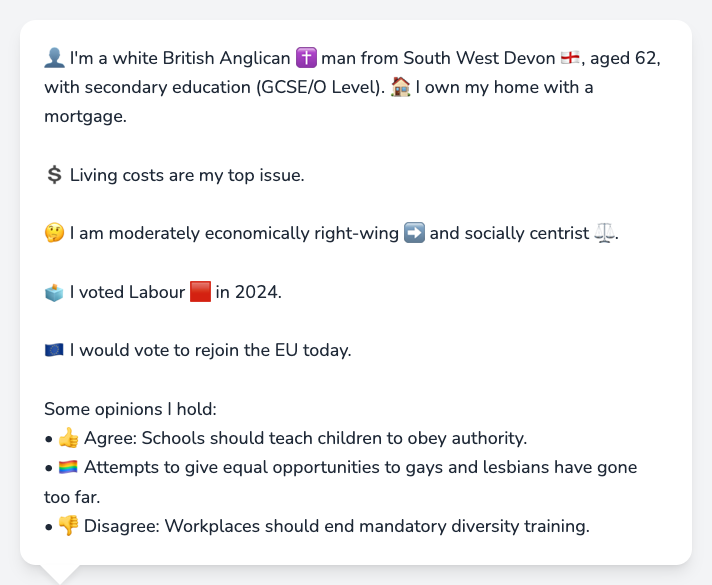 👤 I'm a white British Anglican ✝️ man from South West Devon 🏴󠁧󠁢󠁥󠁮󠁧󠁿, aged 62,
with secondary education (GCSE/O Level). 🏠 I own my home with a
mortgage.
💲 Living costs are my top issue.
🤔 I am moderately economically right-wing ➡️ and socially centrist ⚖️.
🗳️ I voted Labour 🟥 in 2024.
🇪🇺 I would vote to rejoin the EU today.
Some opinions I hold:
• 👍 Agree: Schools should teach children to obey authority.
• 🏳️‍🌈 Attempts to give equal opportunities to gays and lesbians have gone
too far.
• 👎 Disagree: Workplaces should end mandatory diversity training.